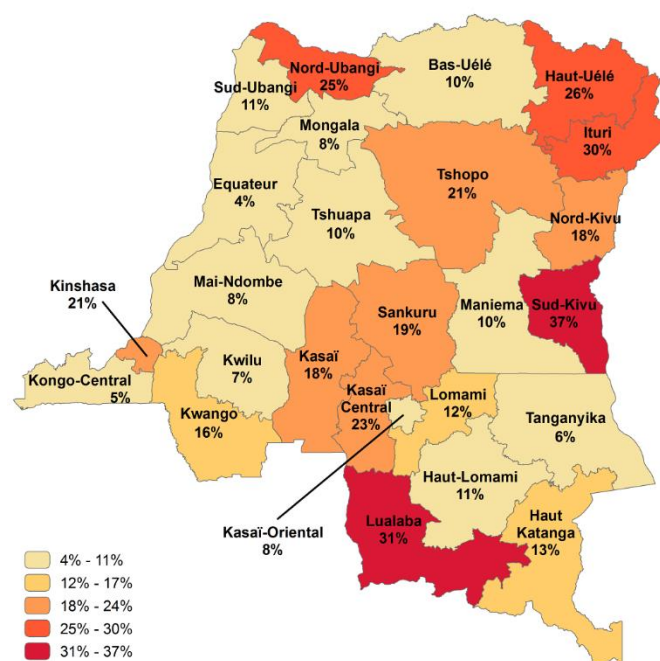 Nord-Ubangi
25%
Bas-Uélé
10%
Haut-Uélé
26%
Sud-Ubangi
11%
Mongala
8%
Ituri
30%
Equateur
4%
Tshuapa
10%
Tshopo
21%
Nord-Kivu
18%
Kinshasa
21%
Mai-Ndombe
8%
Sankuru
19%
Maniema
10%
Sud-Kivu
37%
Kongo-Central
5%
Kwilu
7%
Kasaï
18%
Kwango
16%
Kasaï
Central
23%
Lomami
12%
Tanganyika
6%
Kasaï-Oriental
8%
Haut-Lomami
11%
Lualaba
31%
Haut
Katanga
13%
4% - 11%
12% - 17%
18% - 24%
25% - 30%
31% - 37%